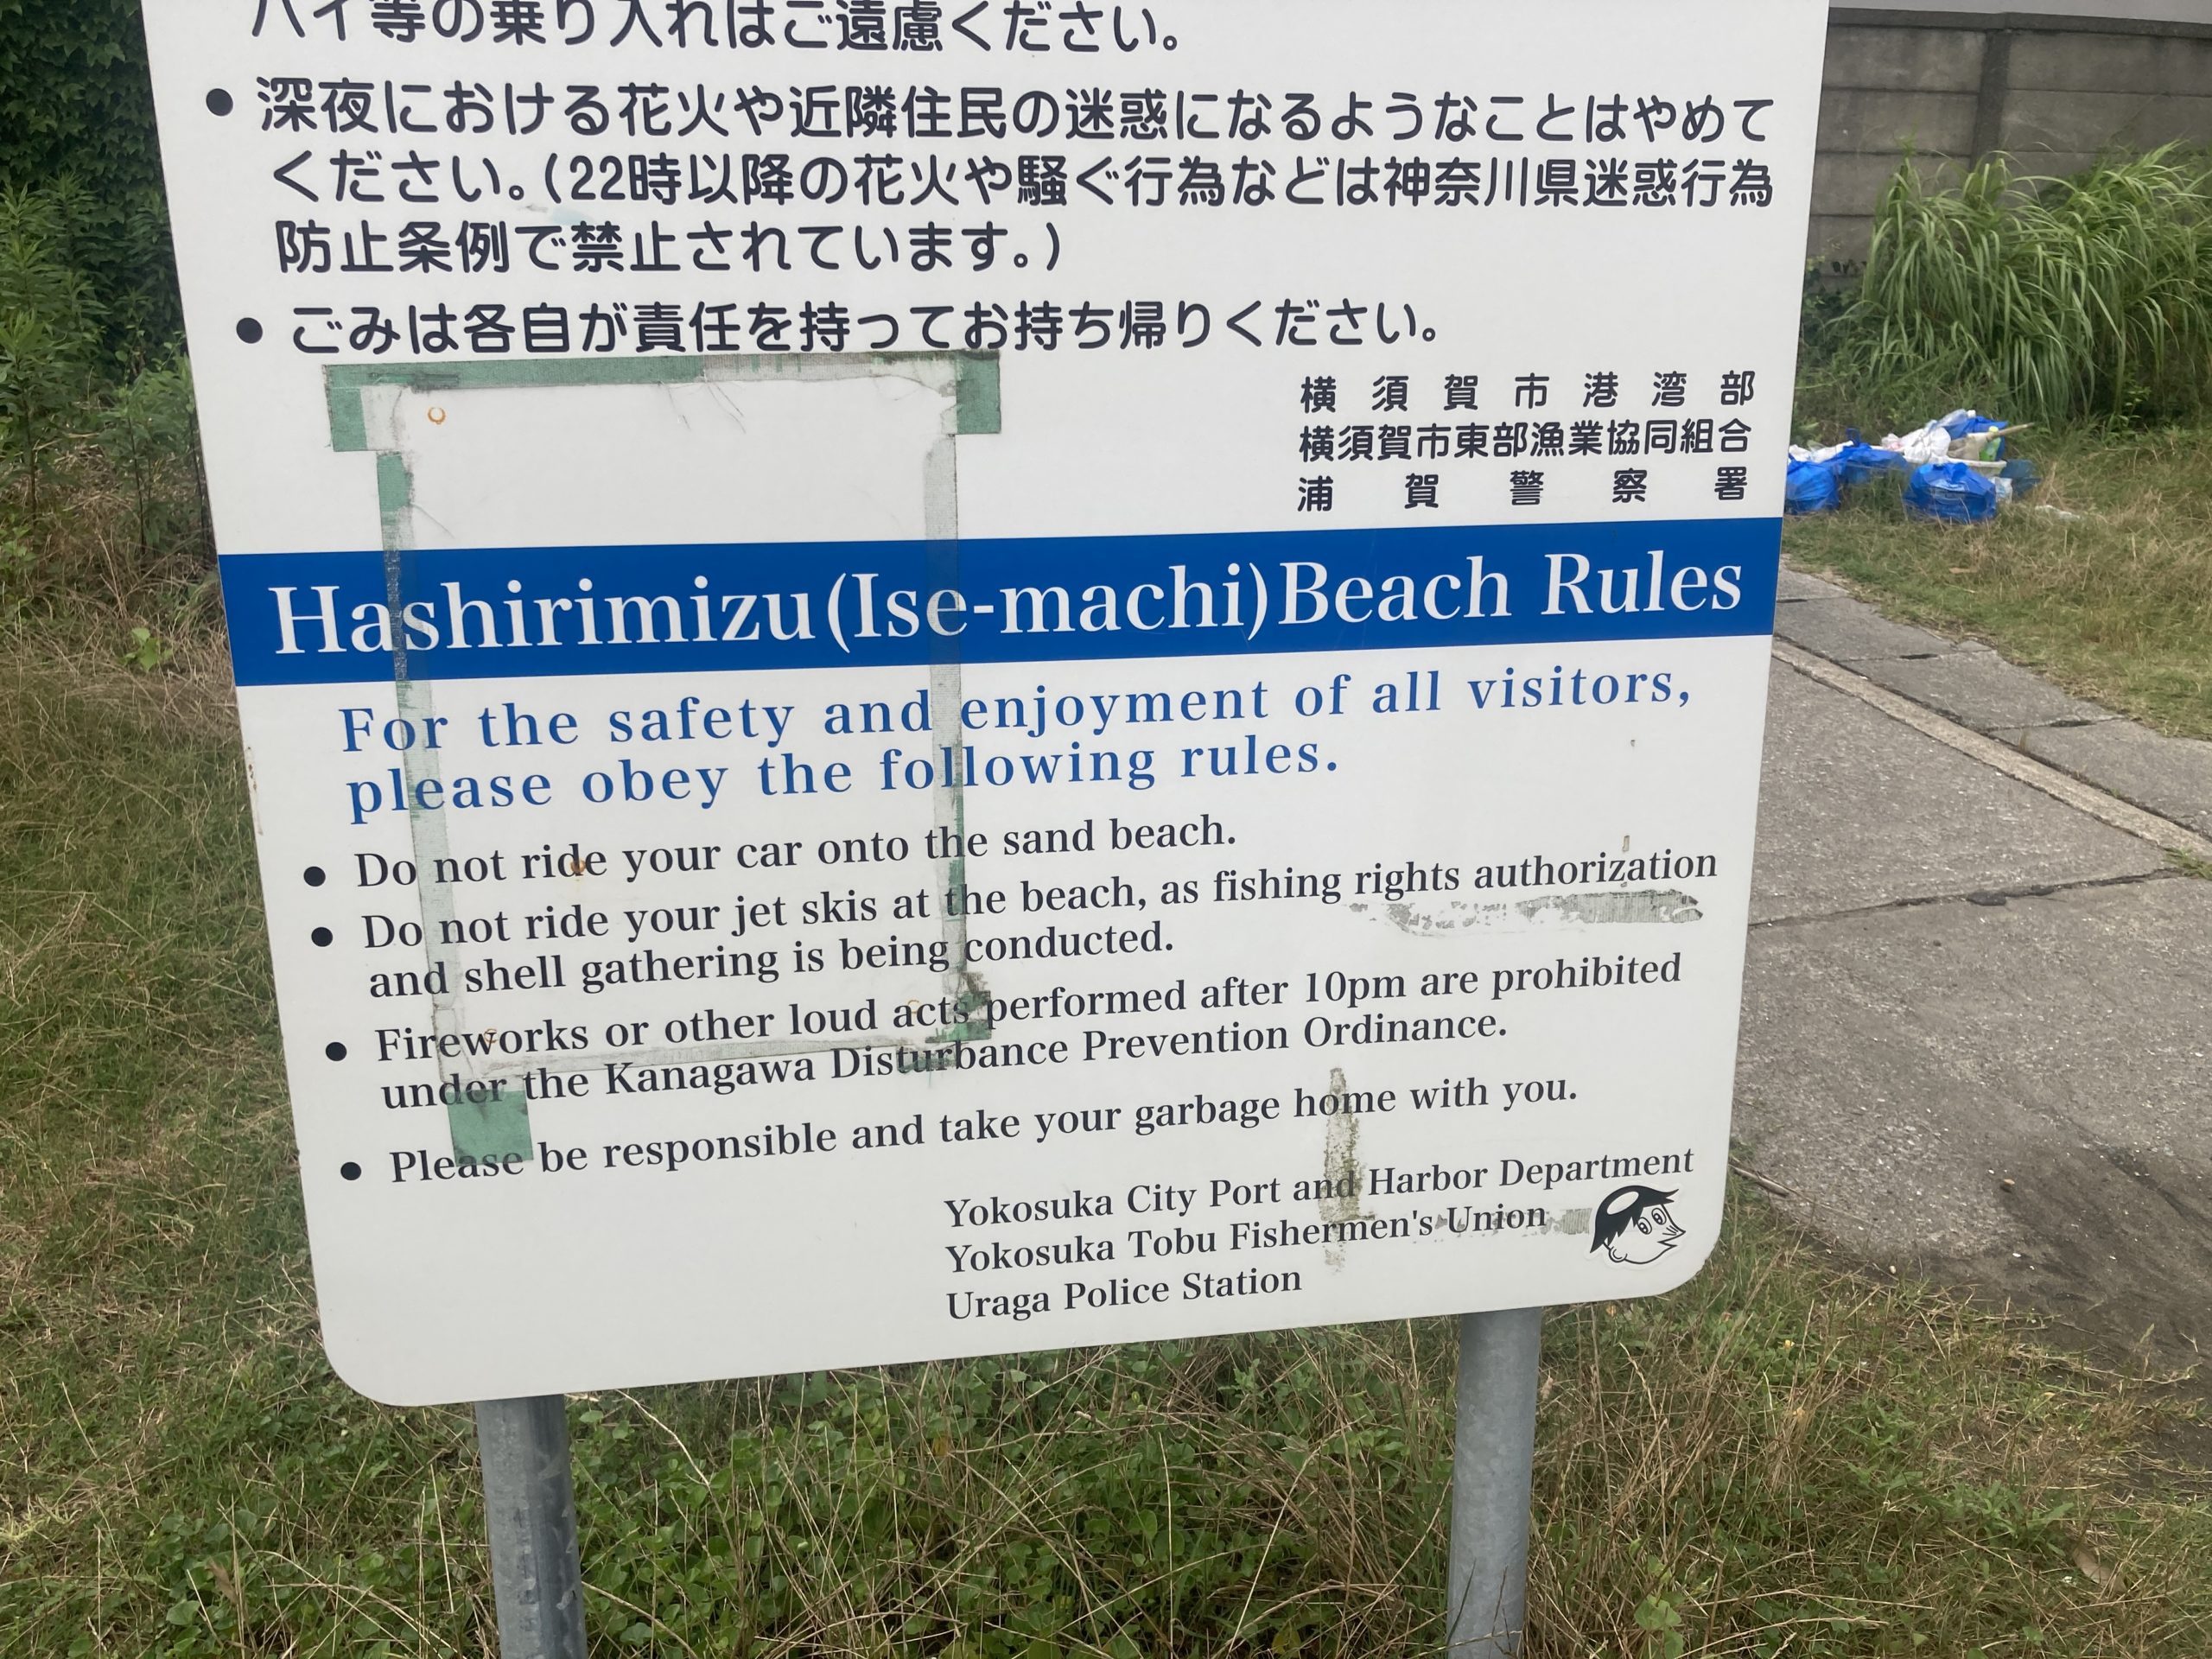 バイ等の乗り入れはご遠慮ください。
● 深夜における花火や近隣住民の迷惑になるようなことはやめて
ください。(22時以降の花火や騒ぐ行為などは神奈川県迷惑行為
防止条例で禁止されています。)
● ごみは各自が責任を持ってお持ち帰りください。
横須賀市港湾部
横須賀市東部漁業協同組合
浦賀警察署
Hashirimizu(Ise-machi)Beach Rules
For the safety and enjoyment of all visitors,
please obey the following rules.
● Do not ride your car onto the sand beach.
● Do not ride your jet skis at the beach, as fishing rights authorization
and shell gathering is being conducted.
● Fireworks or other loud acts performed after 10pm are prohibited
under the Kanagawa Disturbance Prevention Ordinance.
● Please be responsible and take your garbage home with you.
Yokosuka City Port and Harbor Department
Yokosuka Tobu Fishermen's Union
Uraga Police Station